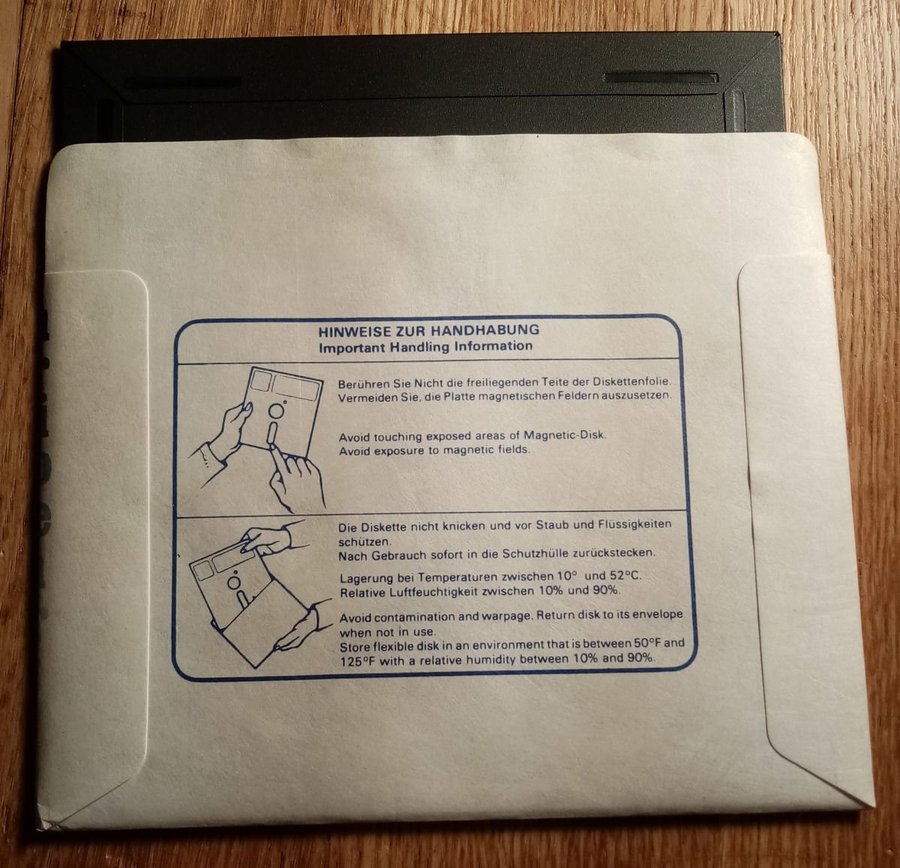 HINWEISE ZUR HANDHABUNG
Important Handling Information
Berühren Sie Nicht die freiliegenden Teite der Diskettenfolie.
Vermeiden Sie, die Platte magnetischen Feldern auszusetzen.
Avoid touching exposed areas of Magnetic-Disk.
Avoid exposure to magnetic fields.
Die Diskette nicht knicken und vor Staub und Flüssigkeiten
schützen.
Nach Gebrauch sofort in die Schutzhülle zurückstecken.
Lagerung bei Temperaturen zwischen 10° und 52°C.
Relative Luftfeuchtigkeit zwischen 10% und 90%.
Avoid contamination and warpage. Return disk to its envelope
when not in use.
Store flexible disk in an environment that is between 50°F and
125°F with a relative humidity between 10% and 90%.